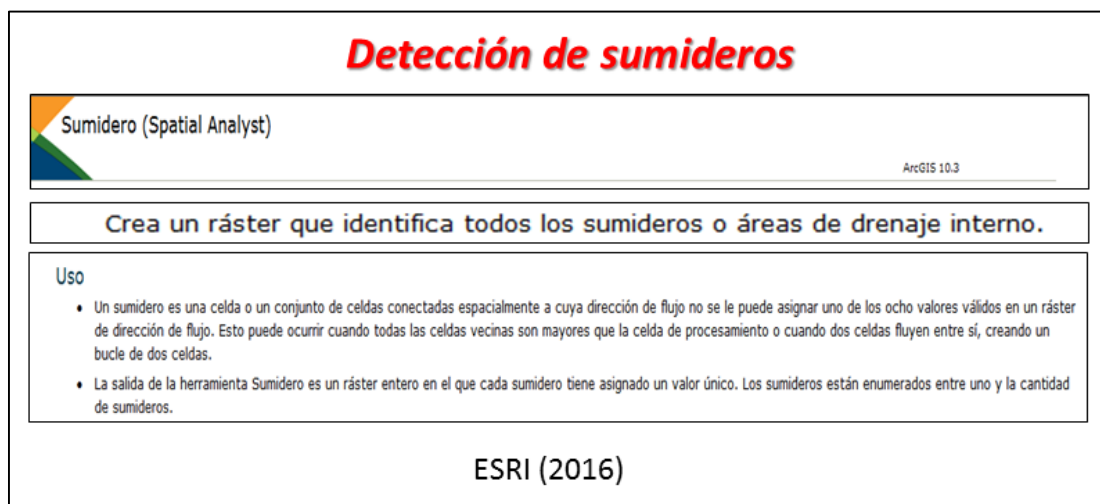 Detección de sumideros
Sumidero (Spatial Analyst)
ArcGIS 10.3
Crea un ráster que identifica todos los sumideros o áreas de drenaje interno.
Uso
• Un sumidero es una celda o un conjunto de celdas conectadas espacialmente a cuya dirección de flujo no se le puede asignar uno de los ocho valores válidos en un ráster
de dirección de flujo. Esto puede ocurrir cuando todas las celdas vecinas son mayores que la celda de procesamiento o cuando dos celdas fluyen entre sí, creando un
bucle de dos celdas.
• La salida de la herramienta Sumidero es un ráster entero en el que cada sumidero tiene asignado un valor único. Los sumideros están enumerados entre uno y la cantidad
de sumideros.
ESRI (2016)